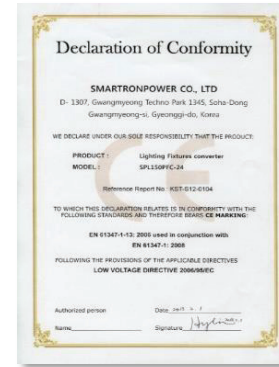 Declaration of Conformity
SMARTRONPOWER CO., LTD
D- 1307, Gwangmyeong Techno Park 1345, Soha-Dong
Gwangmyeong-si, Gyeonggi-do, Korea
WE DECLARE UNDER OUR SOLE RESPONSIBILITY THAT THE PRODUCT:
PRODUCT : Lighting Fixtures converter
MODEL : SPL150PFC-24
Reference Report No : KST-S12-0104
TO WHICH THIS DECLARATION RELATES IS IN CONFORMITY WITH THE
FOLLOWING STANDARDS AND THEREFORE BEARS CE MARKING:
EN 61347-1-13: 2006 used in conjunction with
EN 61347-1: 2008
FOLLOWING THE PROVISIONS OF THE APPLICABLE DIRECTIVES
LOW VOLTAGE DIRECTIVE 2006/95/EC
Authorized person Date
Name Signature
CE